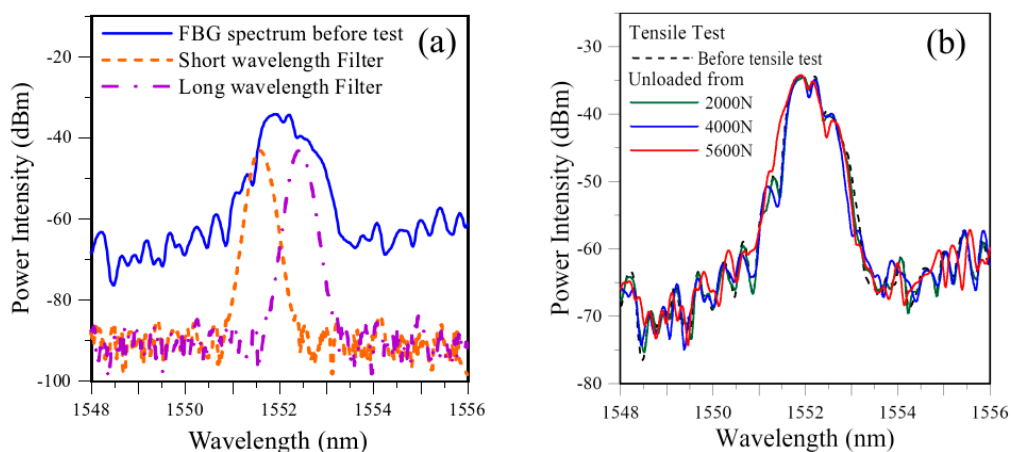 (a)
FBG spectrum before test
Short wavelength Filter
Long wavelength Filter
-20
-40
-60
-80
-100
Power Intensity (dBm)
1548
1550
1552
1554
1556
Wavelength (nm)
(b)
Tensile Test
Before tensile test
Unloaded from
2000N
4000N
5600N
-30
-40
-50
-60
-70
-80
Power Intensity (dBm)
1548
1550
1552
1554
1556
Wavelength (nm)